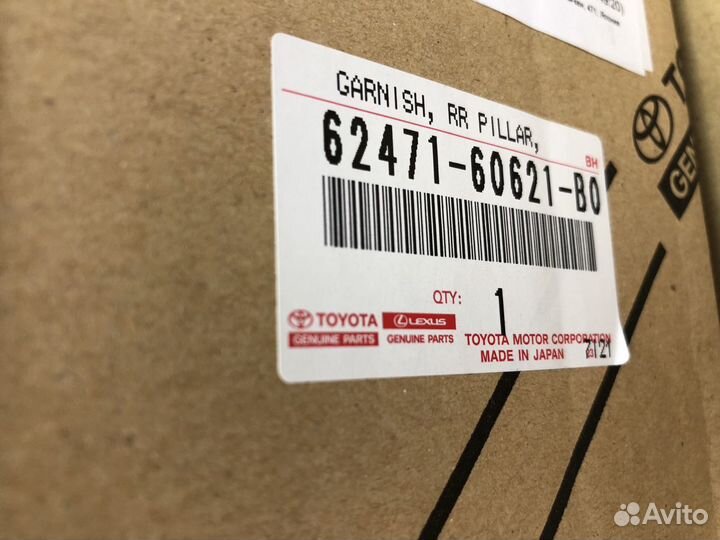 GARNISH, RR PILLAR,
BH
62471-60621-B0
QTY: 1
TOYOTA LEXUS
GENUINE PARTS GENUINE PARTS
TOYOTA MOTOR CORPORATION
MADE IN JAPAN 7121
Avito